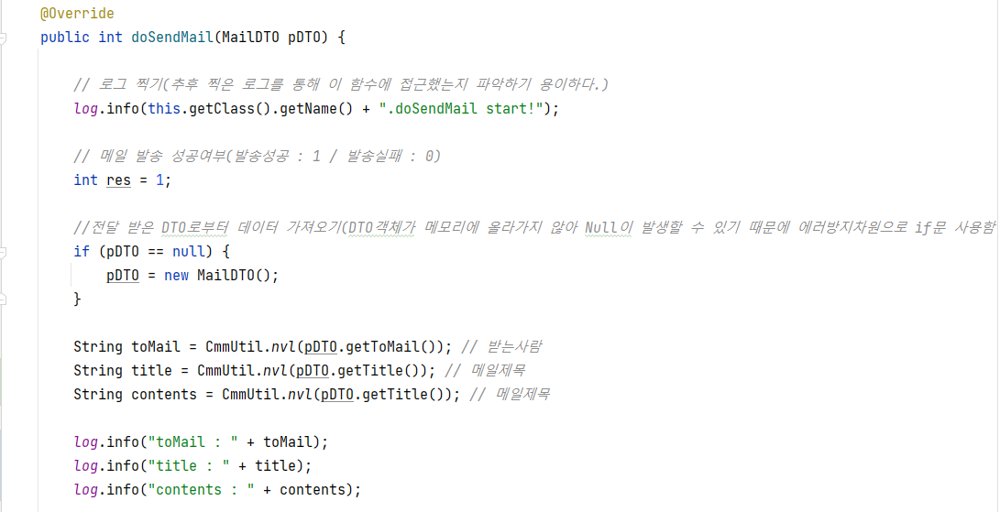 @Override
public int doSendMail(MailDTO pDTO) {
// 로그 찍기(추후 찍은 로그를 통해 이 함수에 접근했는지 파악하기 용이하다.)
log.info(this.getClass().getName() + ".doSendMail start!");
// 메일 발송 성공여부(발송성공 : 1 / 발송실패 : 0)
int res = 1;
//전달 받은 DTO로부터 데이터 가져오기(DTO객체가 메모리에 올라가지 않아 Null이 발생할 수 있기 때문에 에러방지차원으로 if문 사용함
if (pDTO == null) {
pDTO = new MailDTO();
}
String toMail = CmmUtil.nvl(pDTO.getToMail()); // 받는사람
String title = CmmUtil.nvl(pDTO.getTitle()); // 메일제목
String contents = CmmUtil.nvl(pDTO.getTitle()); // 메일제목
log.info("toMail : " + toMail);
log.info("title : " + title);
log.info("contents : " + contents);